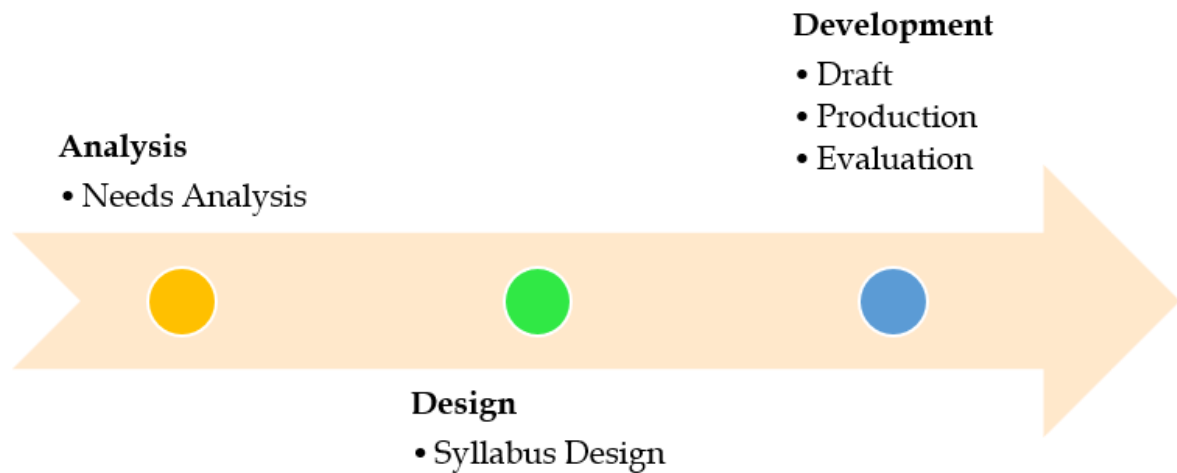 Analysis
• Needs Analysis
Design
• Syllabus Design
Development
• Draft
• Production
• Evaluation